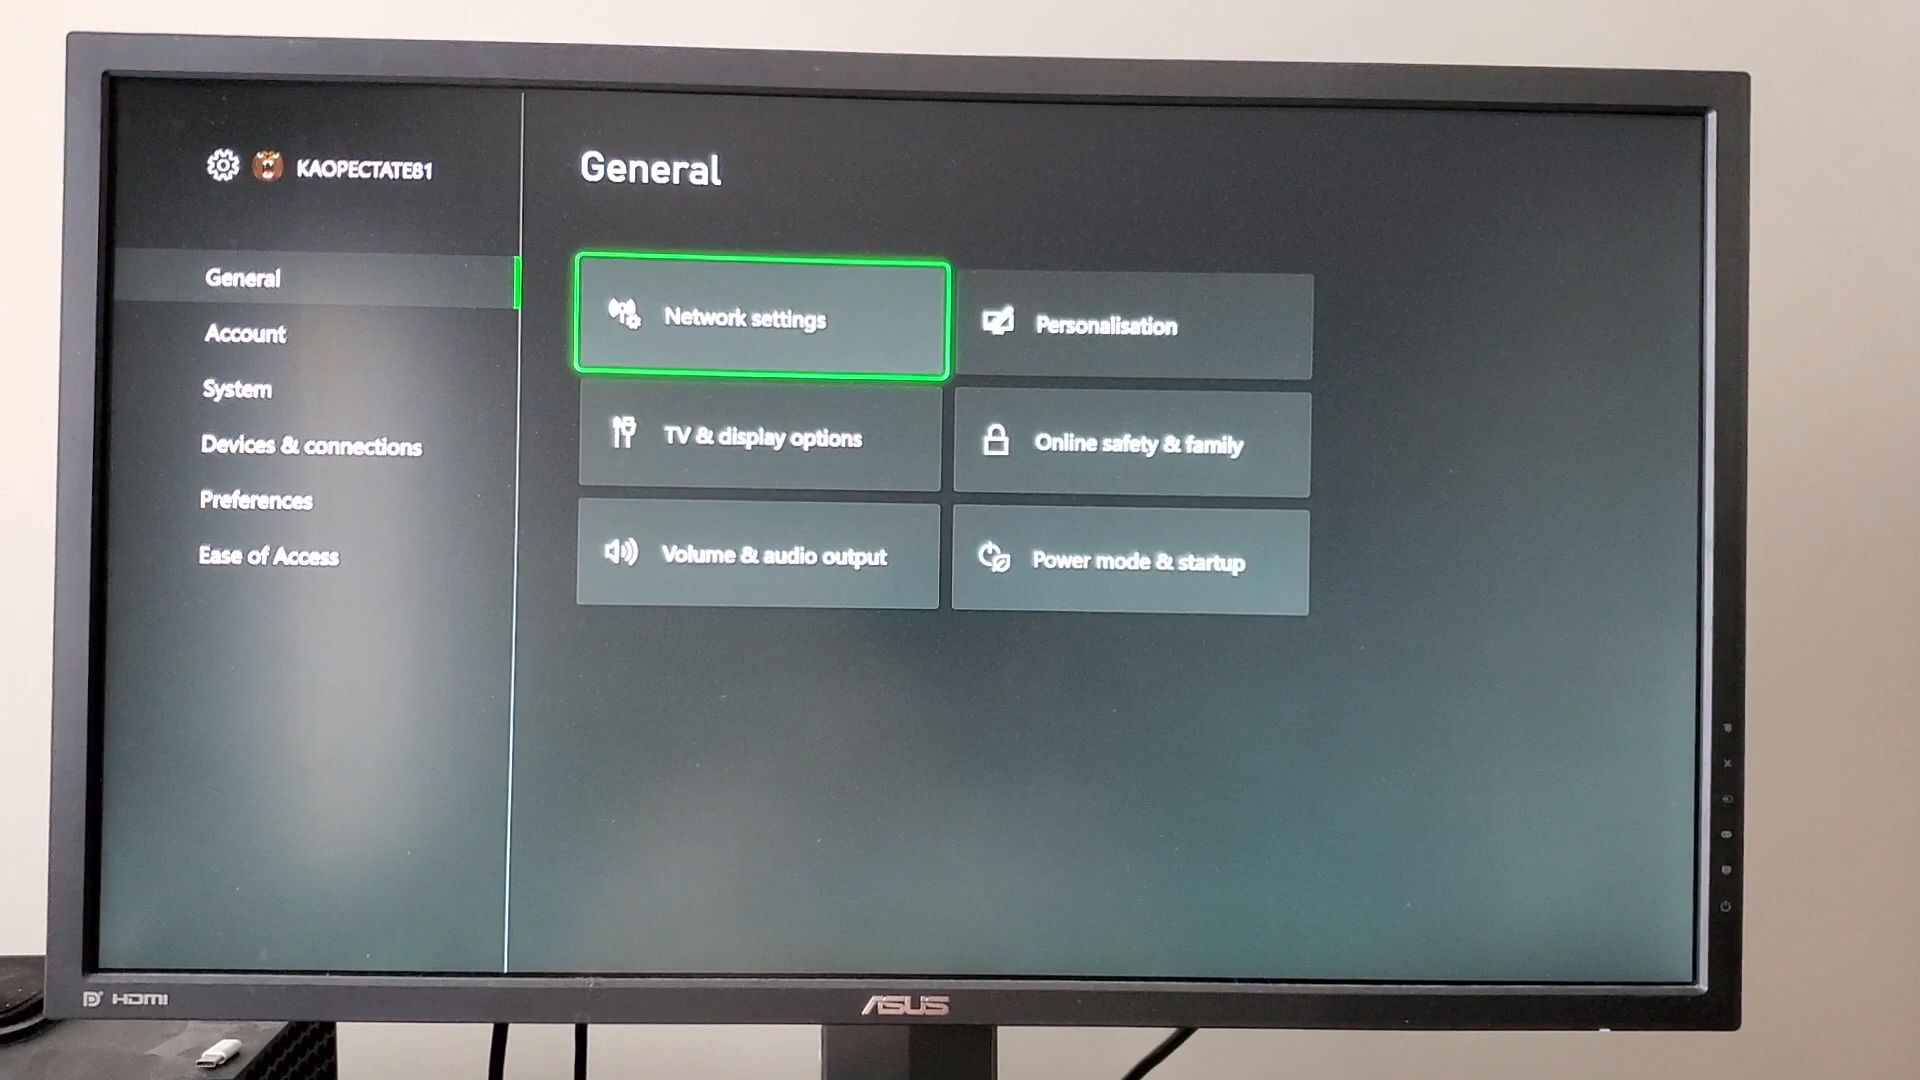 KAOPECTATE81
General
Account
System
Devices & connections
Preferences
Ease of Access
General
Network settings
Personalisation
TV & display options
Online safety & family
Volume & audio output
Power mode & startup
HDMI
ASUS